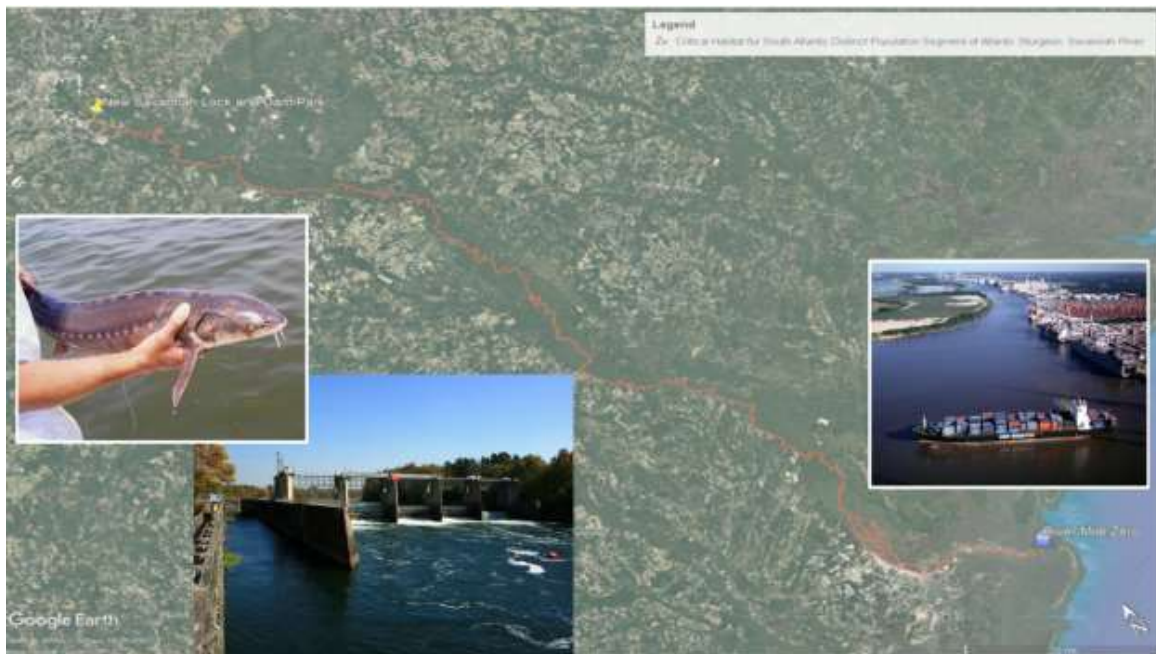 Legend
Critical Habitat for South Atlantic Distinct Population Segment of Atlantic Sturgeon, Savannah River
New Savannah Lock and Dam Park
River Mile Zero
Google Earth